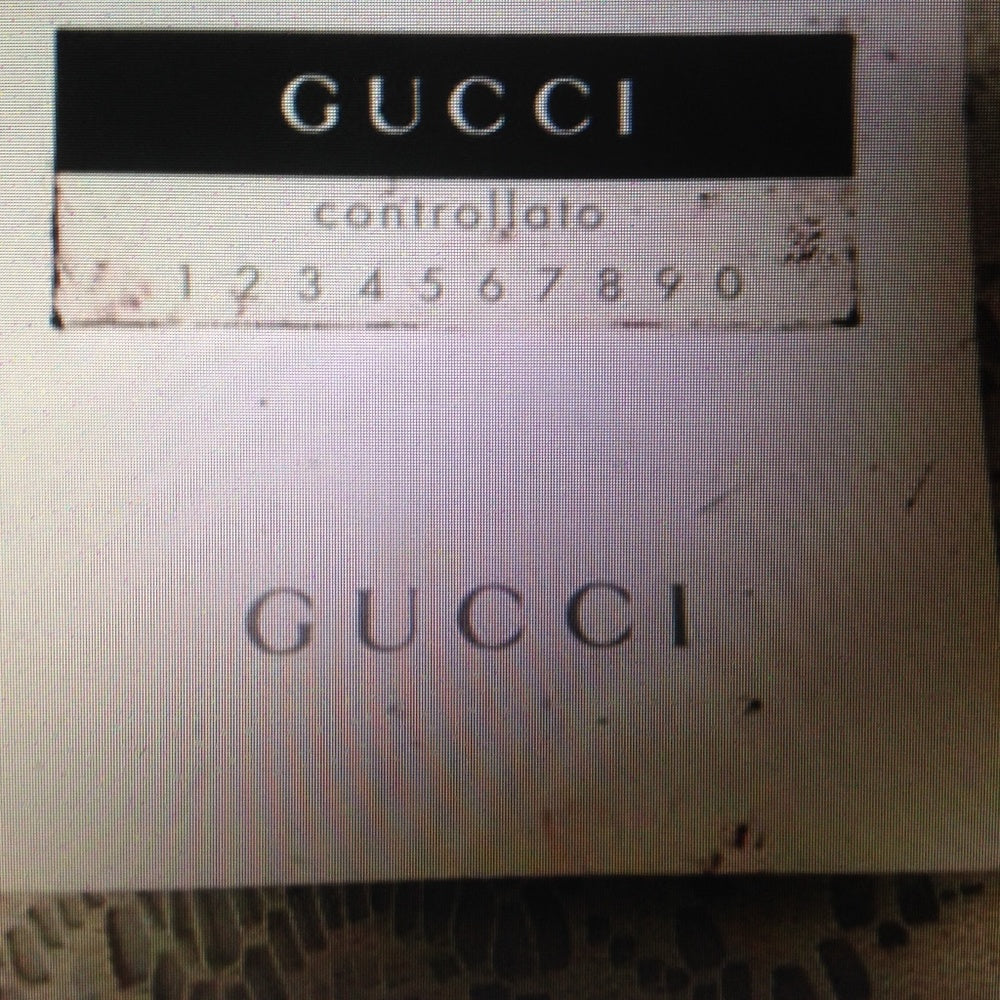 GUCCI
controllato
1 2 3 4 5 6 7 8 9 0
GUCCI